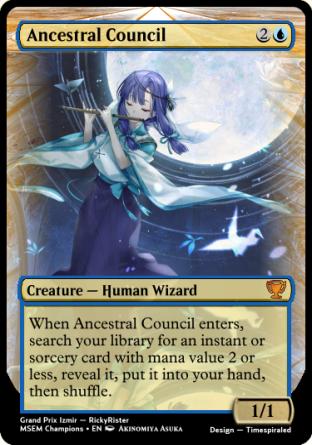 Ancestral Council 2
Creature — Human Wizard
When Ancestral Council enters,
search your library for an instant or
sorcery card with mana value 2 or
less, reveal it, put it into your hand,
then shuffle.
1/1
Grand Prix Izmir — RickyRister
MSEM Champions • EN Akinomiya Asuka Design — Timespiraled